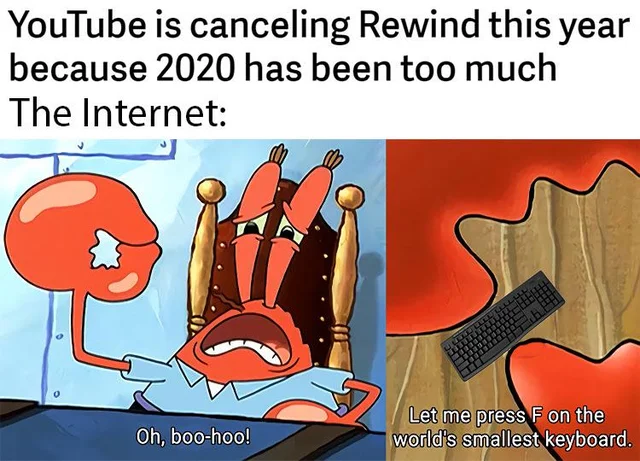 YouTube is canceling Rewind this year
because 2020 has been too much
The Internet:
Oh, boo-hoo!
Let me press F on the
world's smallest keyboard.